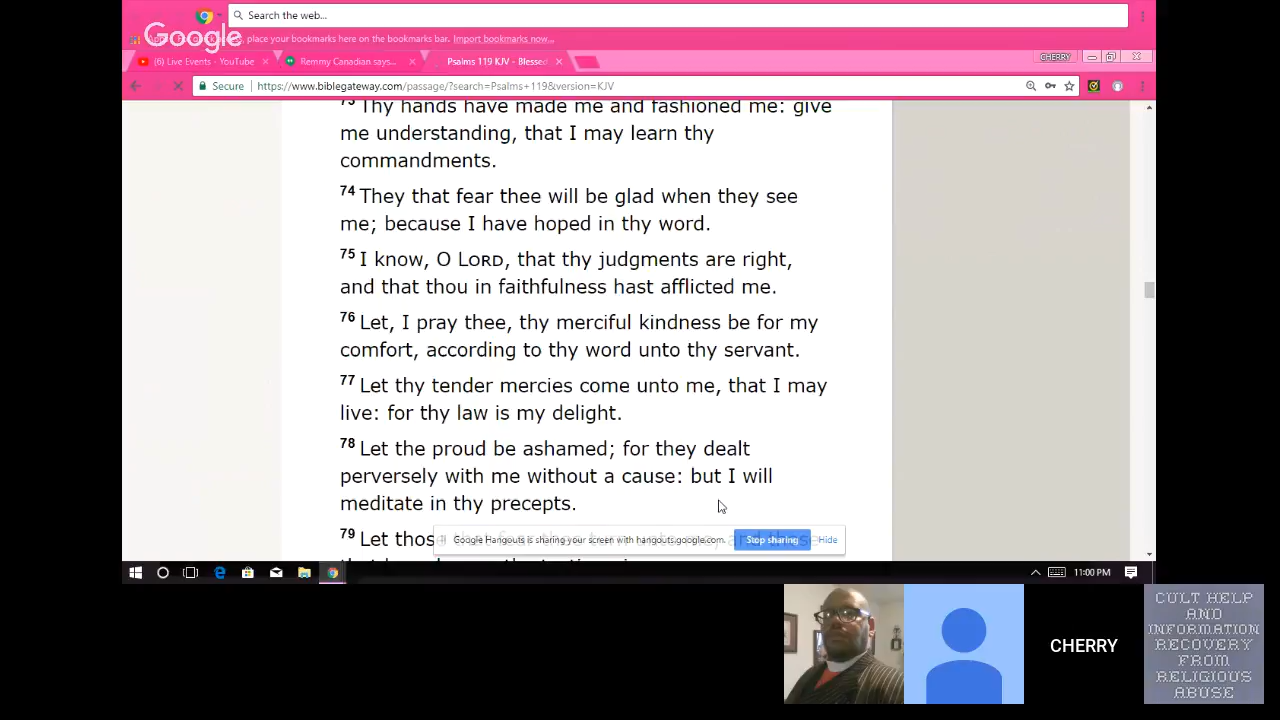 Search the web...
Google
place your bookmarks here on the bookmarks bar. Import bookmarks now...
(6) Live Events - YouTube
Remmy Canadian says...
Psalms 119 KJV - Blessed
CHERRY
Secure https://www.biblegateway.com/passage/?search=Psalms+119&version=KJV
73 Thy hands have made me and fashioned me: give
me understanding, that I may learn thy
commandments.
74 They that fear thee will be glad when they see
me; because I have hoped in thy word.
75 I know, O LORD, that thy judgments are right,
and that thou in faithfulness hast afflicted me.
76 Let, I pray thee, thy merciful kindness be for my
comfort, according to thy word unto thy servant.
77 Let thy tender mercies come unto me, that I may
live: for thy law is my delight.
78 Let the proud be ashamed; for they dealt
perversely with me without a cause: but I will
meditate in thy precepts.
79 Let those
Google Hangouts is sharing your screen with hangouts.google.com. Stop sharing Hide
11:00 PM
CHERRY
CULT HELP
AND
INFORMATION
RECOVERY
FROM
RELIGIOUS
ABUSE